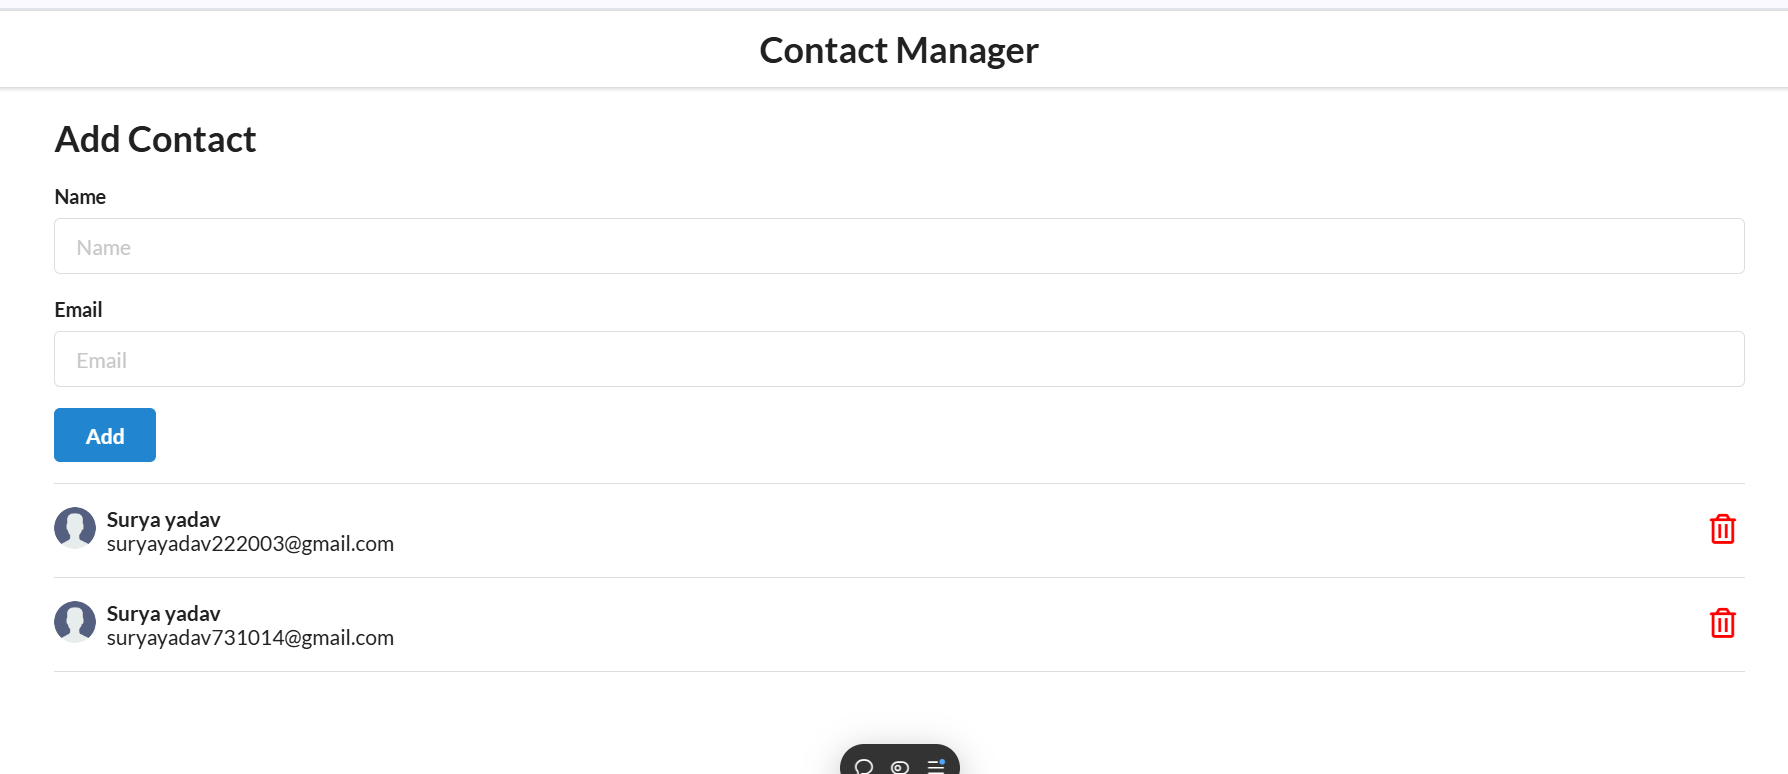 Contact Manager
Add Contact
Name
Name
Email
Email
Add
Surya yadav
suryayadav222003@gmail.com
Surya yadav
suryayadav731014@gmail.com